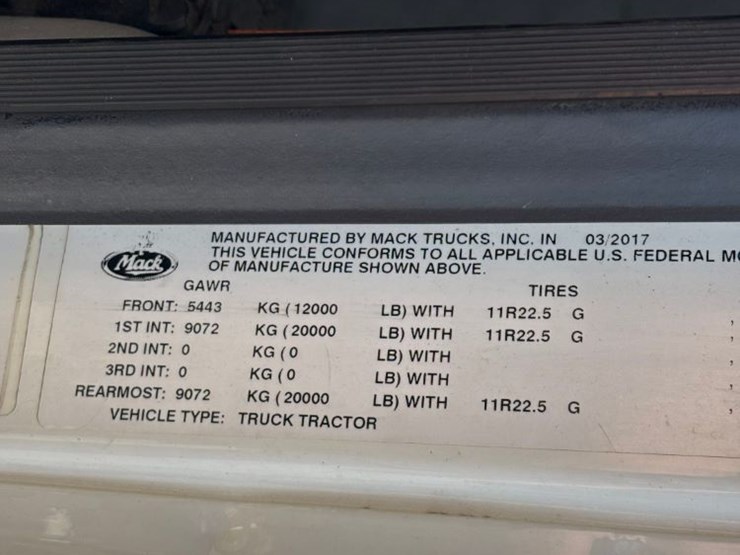 MANUFACTURED BY MACK TRUCKS, INC. IN 03/2017
THIS VEHICLE CONFORMS TO ALL APPLICABLE U.S. FEDERAL
OF MANUFACTURE SHOWN ABOVE.
Mack
GAWR TIRES
FRONT: 5443 KG ( 12000 LB) WITH 11R22.5 G ,
1ST INT: 9072 KG ( 20000 LB) WITH 11R22.5 G ,
2ND INT: 0 KG ( 0 LB) WITH ,
3RD INT: 0 KG ( 0 LB) WITH ,
REARMOST: 9072 KG ( 20000 LB) WITH 11R22.5 G ,
VEHICLE TYPE: TRUCK TRACTOR